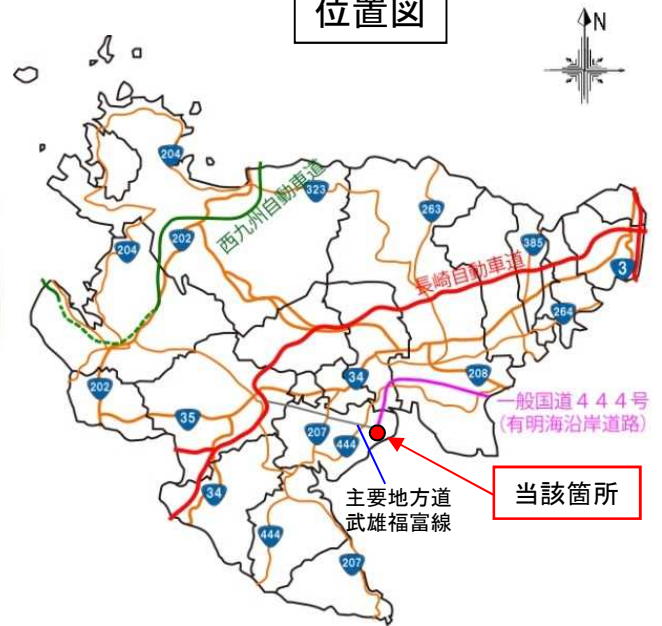 位置図
N
204
323
263
西九州自動車道
204
202
385
長崎自動車道
3
264
34
208
202
一般国道444号
(有明海沿岸道路)
35
207
444
主要地方道
武雄福富線
当該箇所
34
444
207